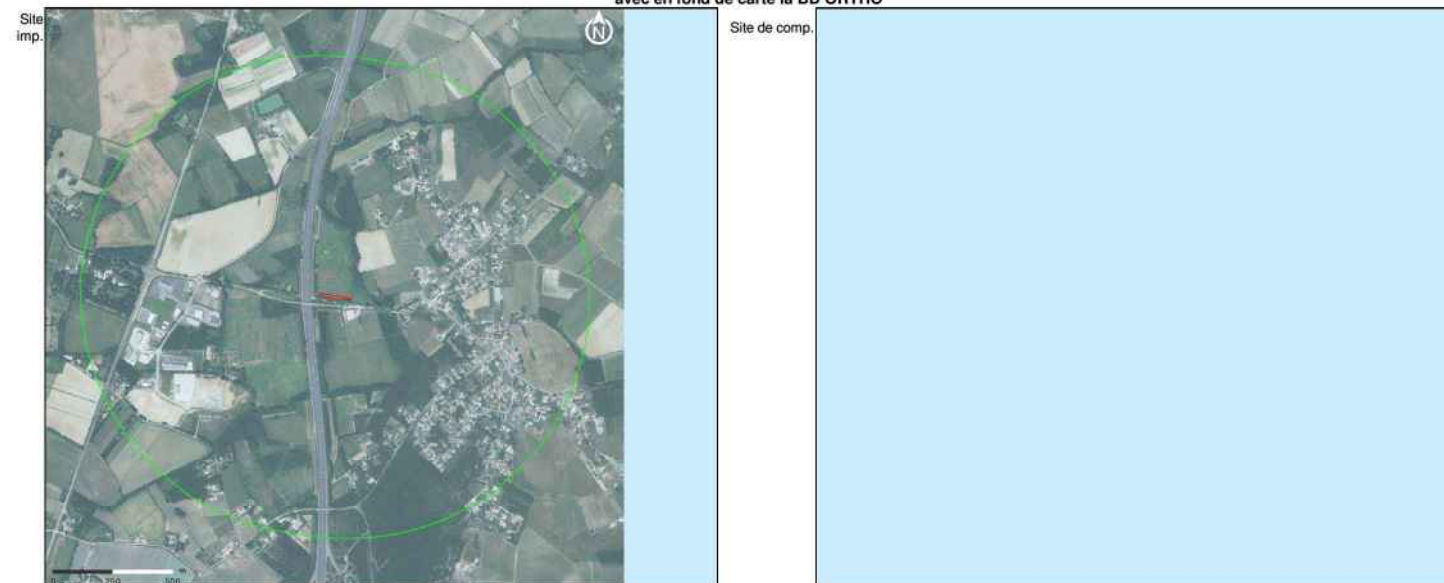 avec en fond de carte la BD ORTHO
Site
imp.
Site de comp.
N
0 250 500 m